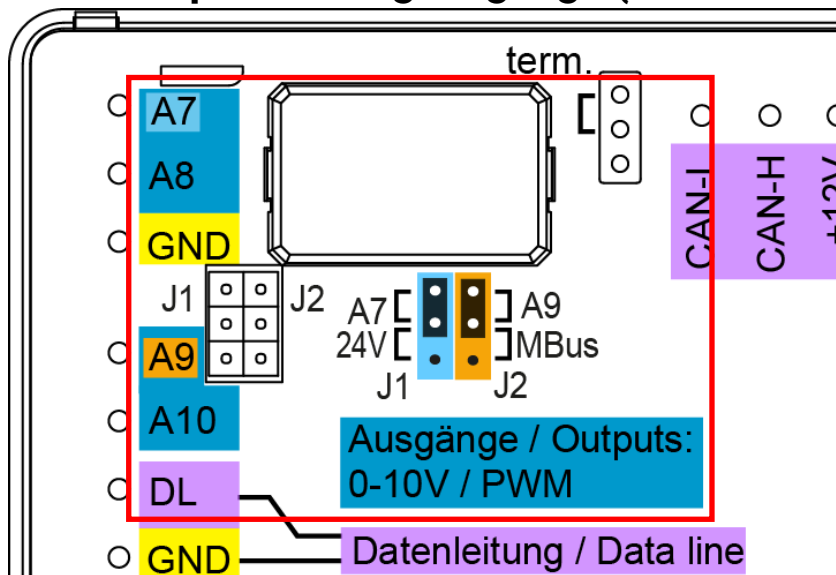 term.
A7
A8
GND
J1 J2
A9
A10
DL
GND
A7 A9
24V MBus
J1 J2
Ausgänge / Outputs:
0-10V / PWM
Datenleitung / Data line
CAN-L
CAN-H
+12V